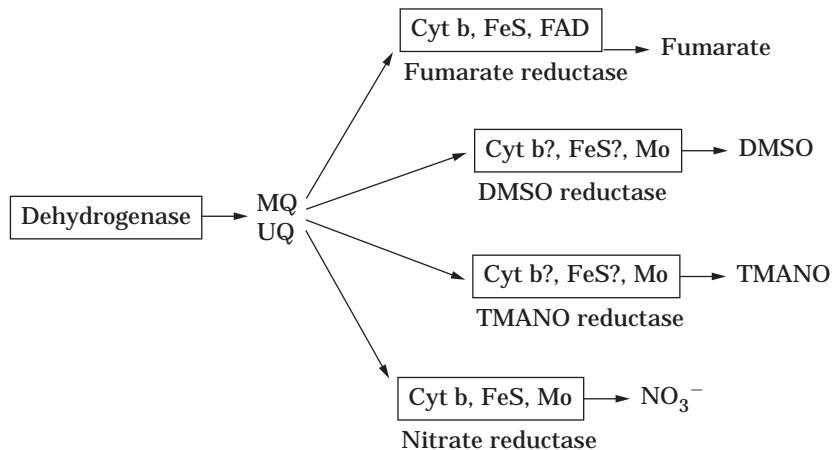 Cyt b, FeS, FAD
Fumarate
Fumarate reductase
Cyt b?, FeS?, Mo
DMSO
DMSO reductase
Dehydrogenase
MQ
UQ
Cyt b?, FeS?, Mo
TMANO
TMANO reductase
Cyt b, FeS, Mo
NO₃⁻
Nitrate reductase